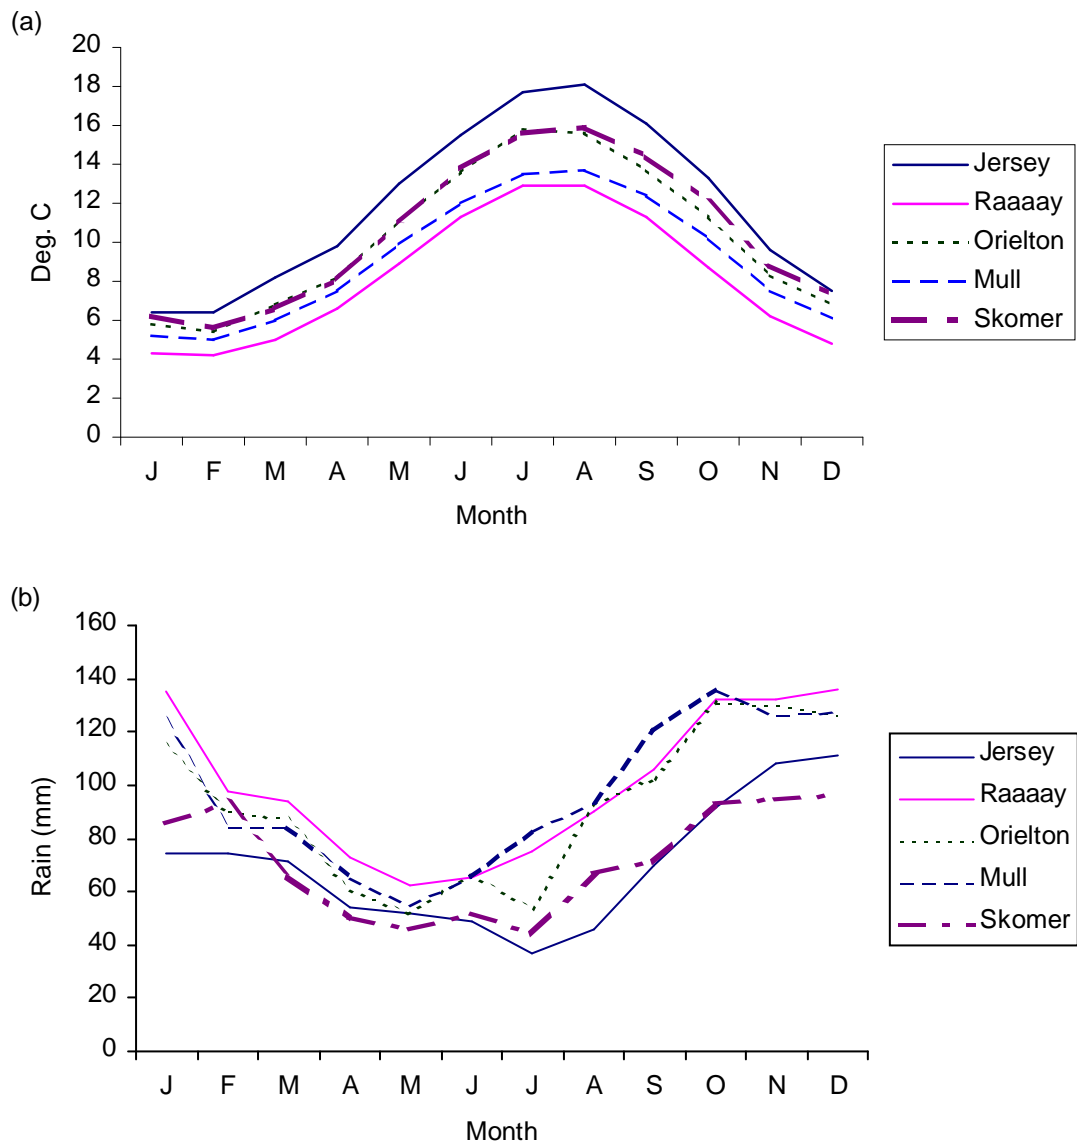 (a)
20
18
16
14
12
10
8
6
4
2
0
Deg. C
J F M A M J J A S O N D
Month
Jersey
Raaaay
Orielton
Mull
Skomer
(b)
160
140
120
100
80
60
40
20
0
Rain (mm)
J F M A M J J A S O N D
Month
Jersey
Raaaay
Orielton
Mull
Skomer